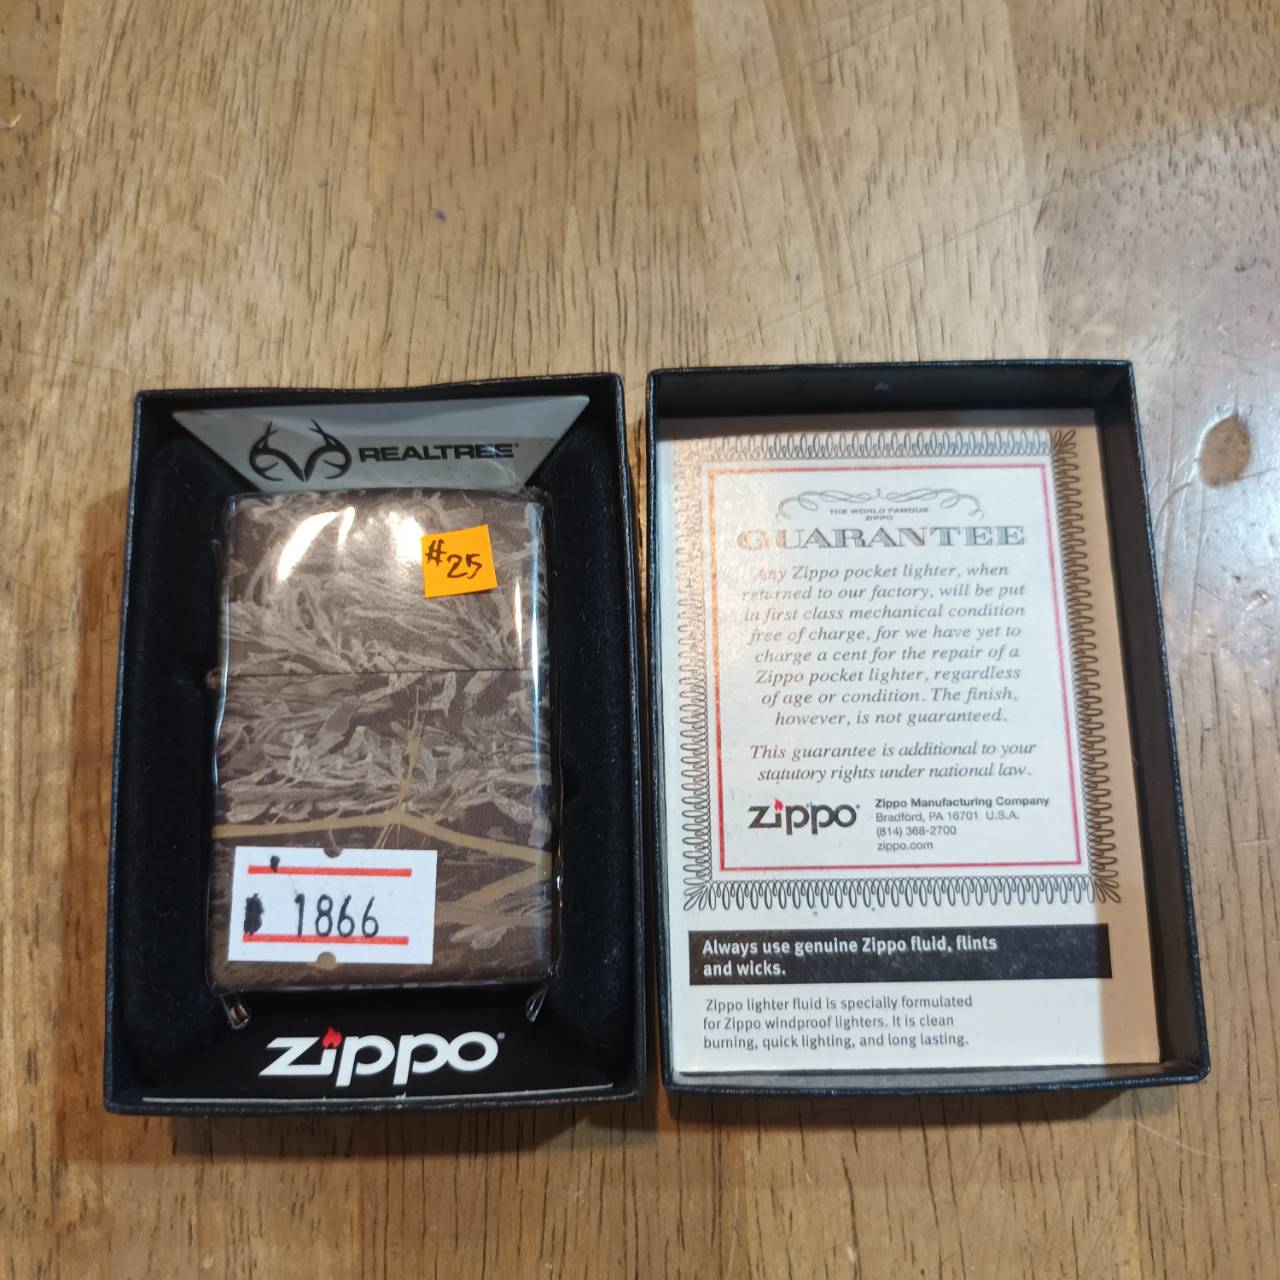 REALTREE®
#25
฿ 1866
zippo®
THE WORLD FAMOUS
ZIPPO
GUARANTEE
Any Zippo pocket lighter, when
returned to our factory, will be put
in first class mechanical condition
free of charge, for we have yet to
charge a cent for the repair of a
Zippo pocket lighter, regardless
of age or condition. The finish,
however, is not guaranteed.
This guarantee is additional to your
statutory rights under national law.
zippo®
Zippo Manufacturing Company
Bradford, PA 16701 U.S.A.
(814) 368-2700
zippo.com
Always use genuine Zippo fluid, flints
and wicks.
Zippo lighter fluid is specially formulated
for Zippo windproof lighters. It is clean
burning, quick lighting, and long lasting.